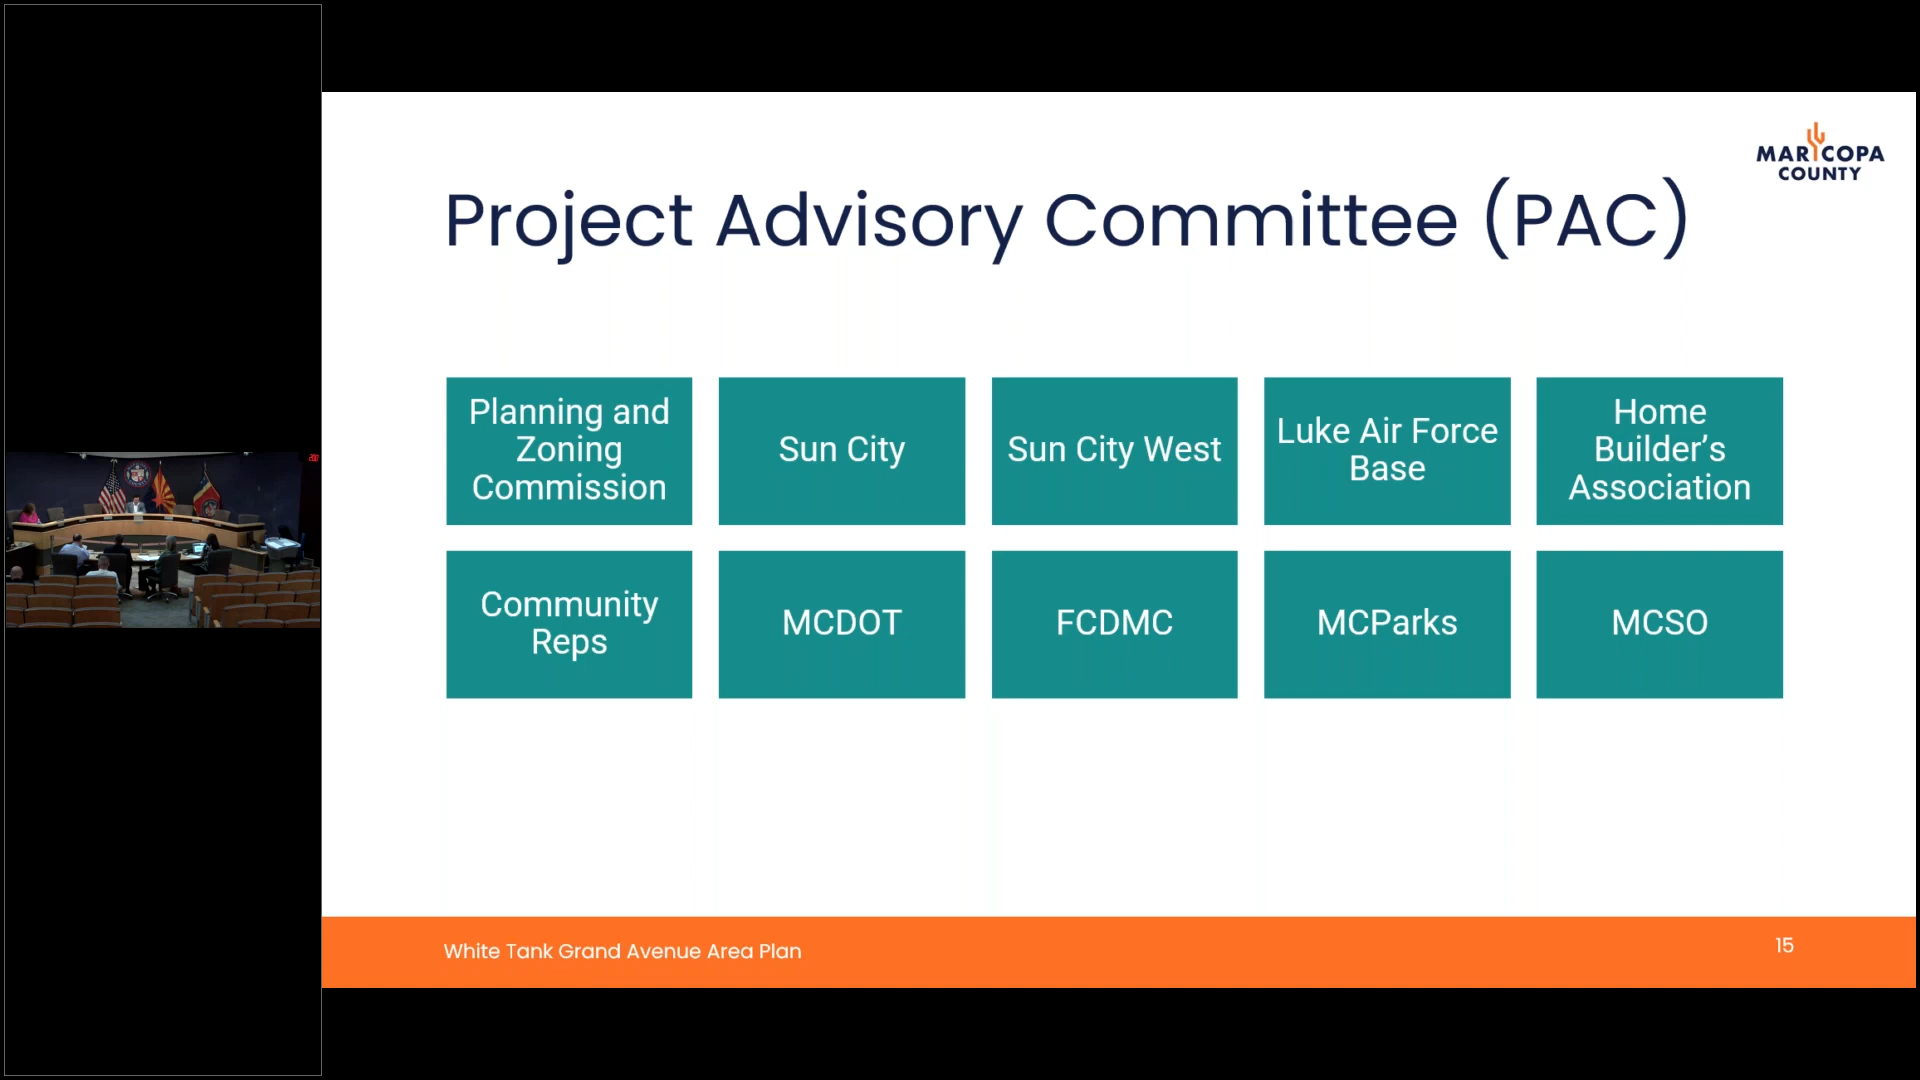 MARICOPA
COUNTY
Project Advisory Committee (PAC)
Planning and
Zoning
Commission
Sun City
Sun City West
Luke Air Force
Base
Home
Builder’s
Association
Community
Reps
MCDOT
FCDMC
MCParks
MCSO
White Tank Grand Avenue Area Plan
15